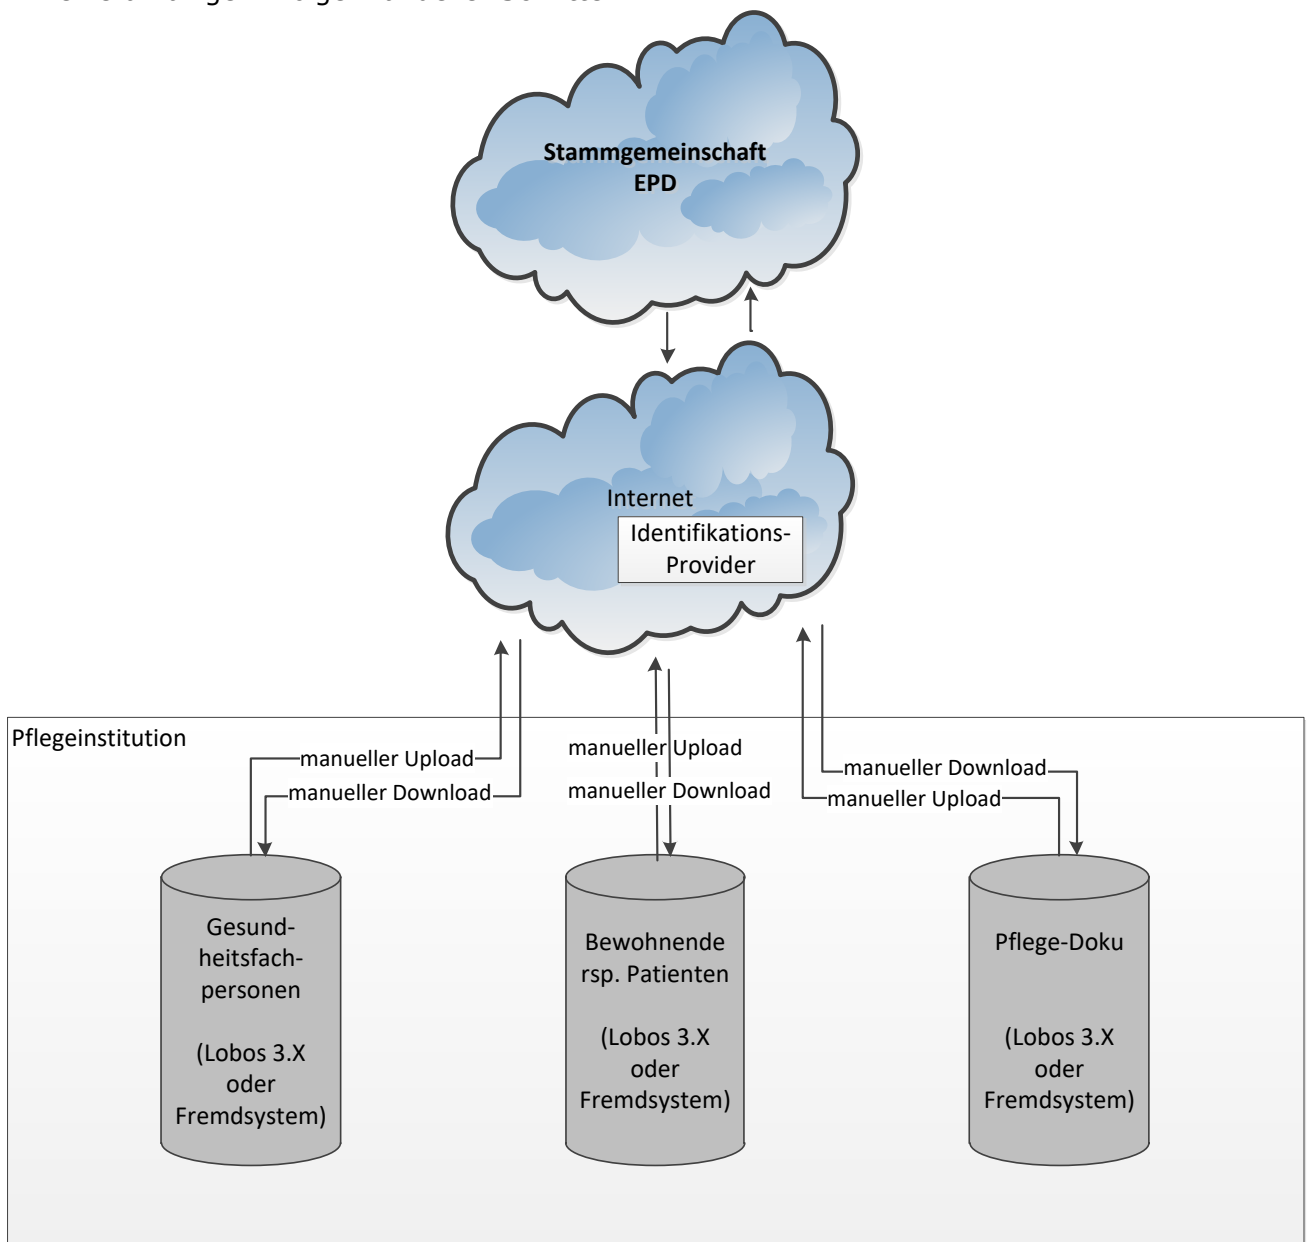 Stammgemeinschaft
EPD
Internet
Identifikations-
Provider
Pflegeinstitution
manueller Upload
manueller Download
manueller Upload
manueller Download
manueller Download
manueller Upload
Gesund-
heitsfach-
personen
(Lobos 3.X
oder
Fremdsystem)
Bewohnende
rsp. Patienten
(Lobos 3.X
oder
Fremdsystem)
Pflege-Doku
(Lobos 3.X
oder
Fremdsystem)